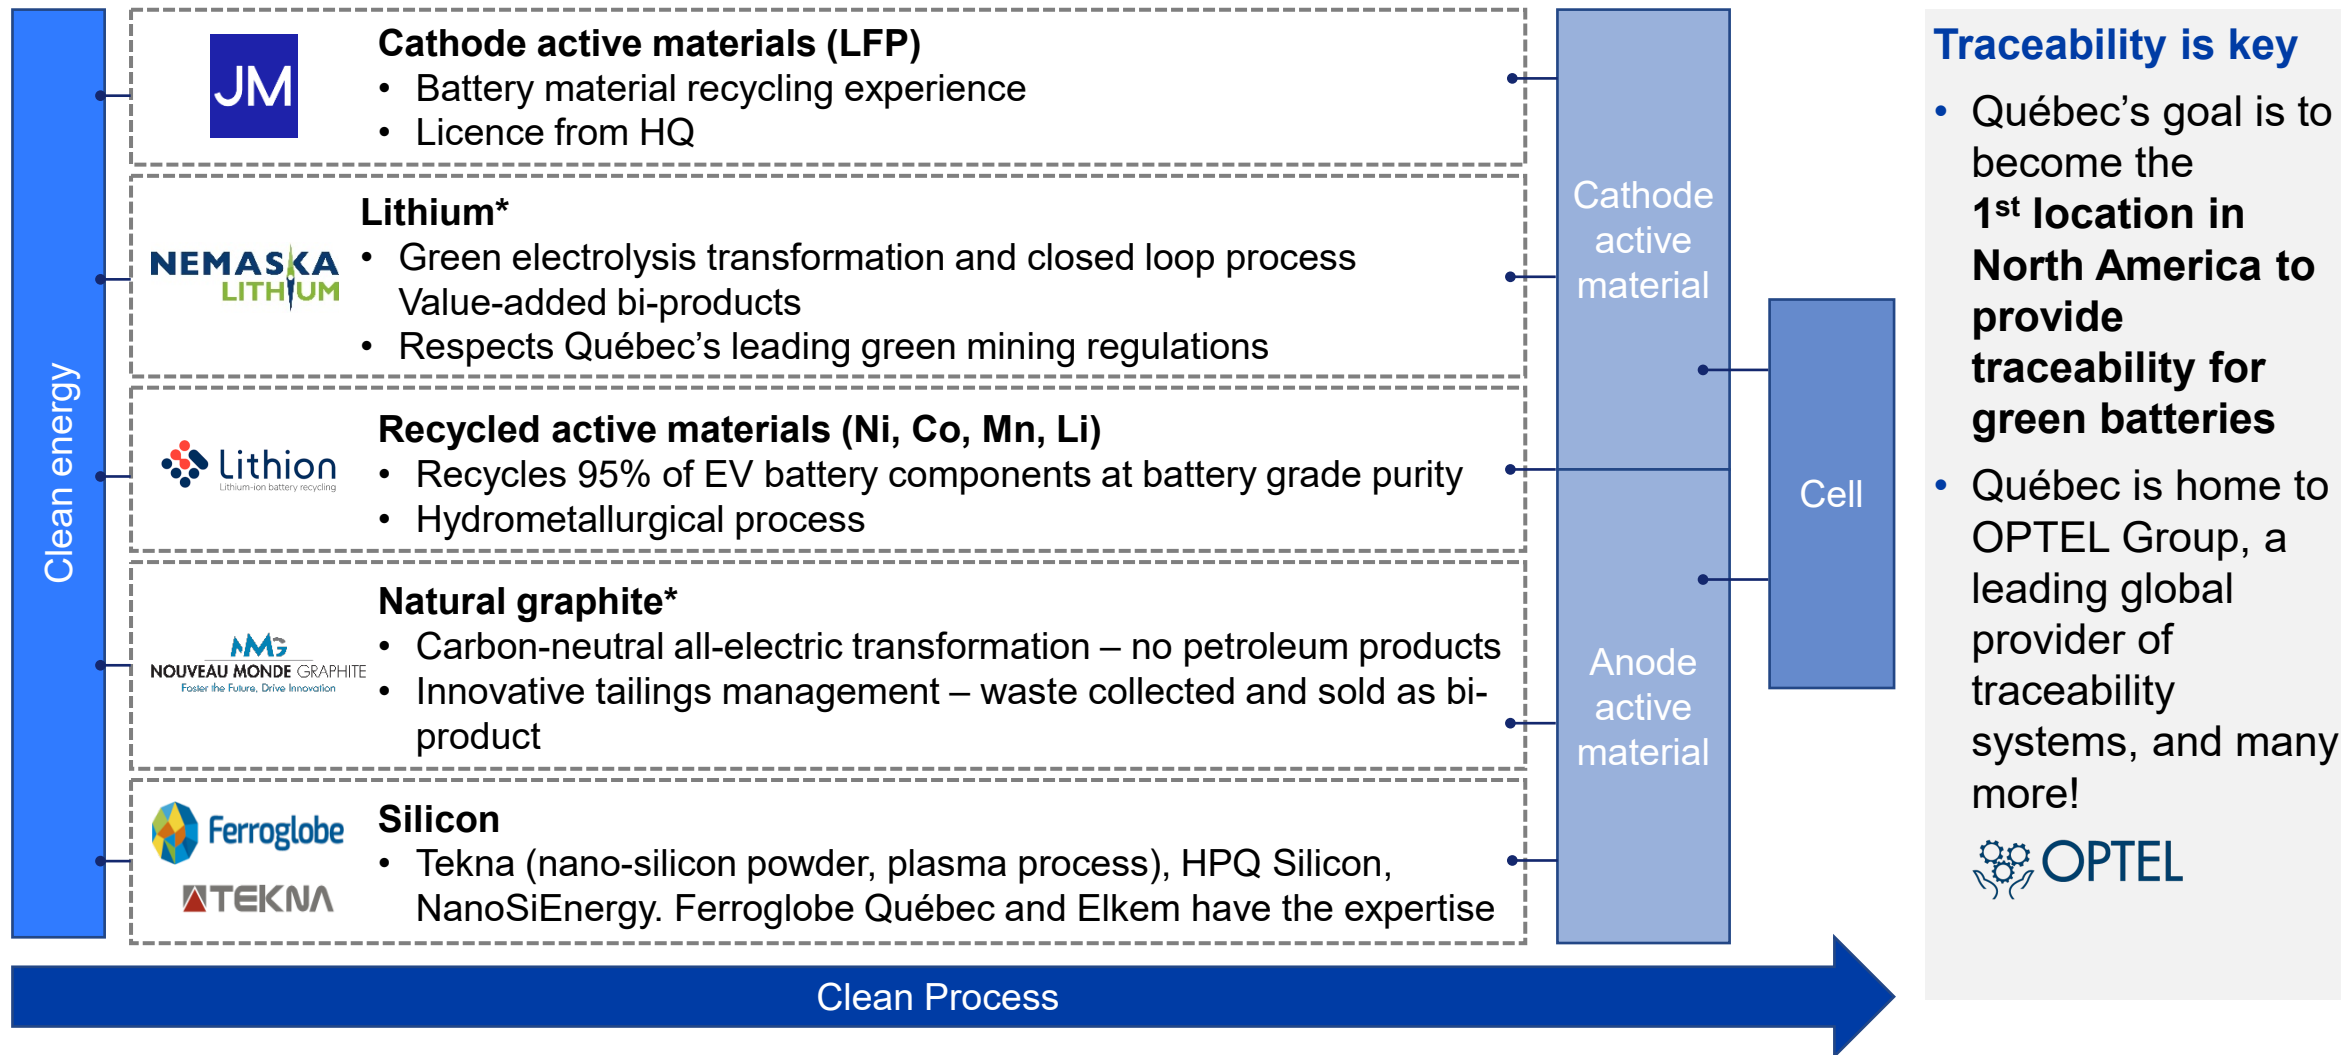 Clean energy
JM
Cathode active materials (LFP)
• Battery material recycling experience
• Licence from HQ
NEMASKA
LITHIUM
Lithium*
• Green electrolysis transformation and closed loop process
Value-added bi-products
• Respects Québec’s leading green mining regulations
Lithion
Lithium-ion battery recycling
Recycled active materials (Ni, Co, Mn, Li)
• Recycles 95% of EV battery components at battery grade purity
• Hydrometallurgical process
NMG
NOUVEAU MONDE GRAPHITE
Foster the Future, Drive Innovation
Natural graphite*
• Carbon-neutral all-electric transformation – no petroleum products
• Innovative tailings management – waste collected and sold as bi-
product
Ferroglobe
TEKNA
Silicon
• Tekna (nano-silicon powder, plasma process), HPQ Silicon,
NanoSiEnergy. Ferroglobe Québec and Elkem have the expertise
Cathode
active
material
Anode
active
material
Cell
Clean Process
Traceability is key
• Québec’s goal is to
become the
1st location in
North America to
provide
traceability for
green batteries
• Québec is home to
OPTEL Group, a
leading global
provider of
traceability
systems, and many
more!
OPTEL